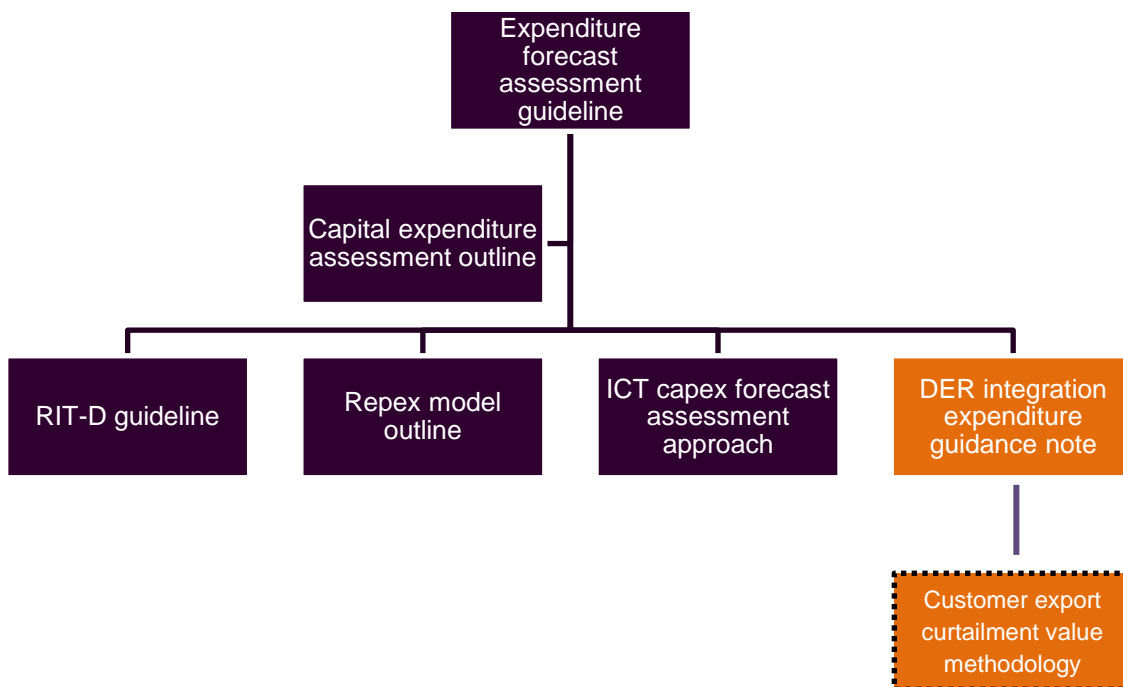 Expenditure
forecast
assessment
guideline
Capital expenditure
assessment outline
RIT-D guideline
Repex model
outline
ICT capex forecast
assessment
approach
DER integration
expenditure
guidance note
Customer export
curtailment value
methodology